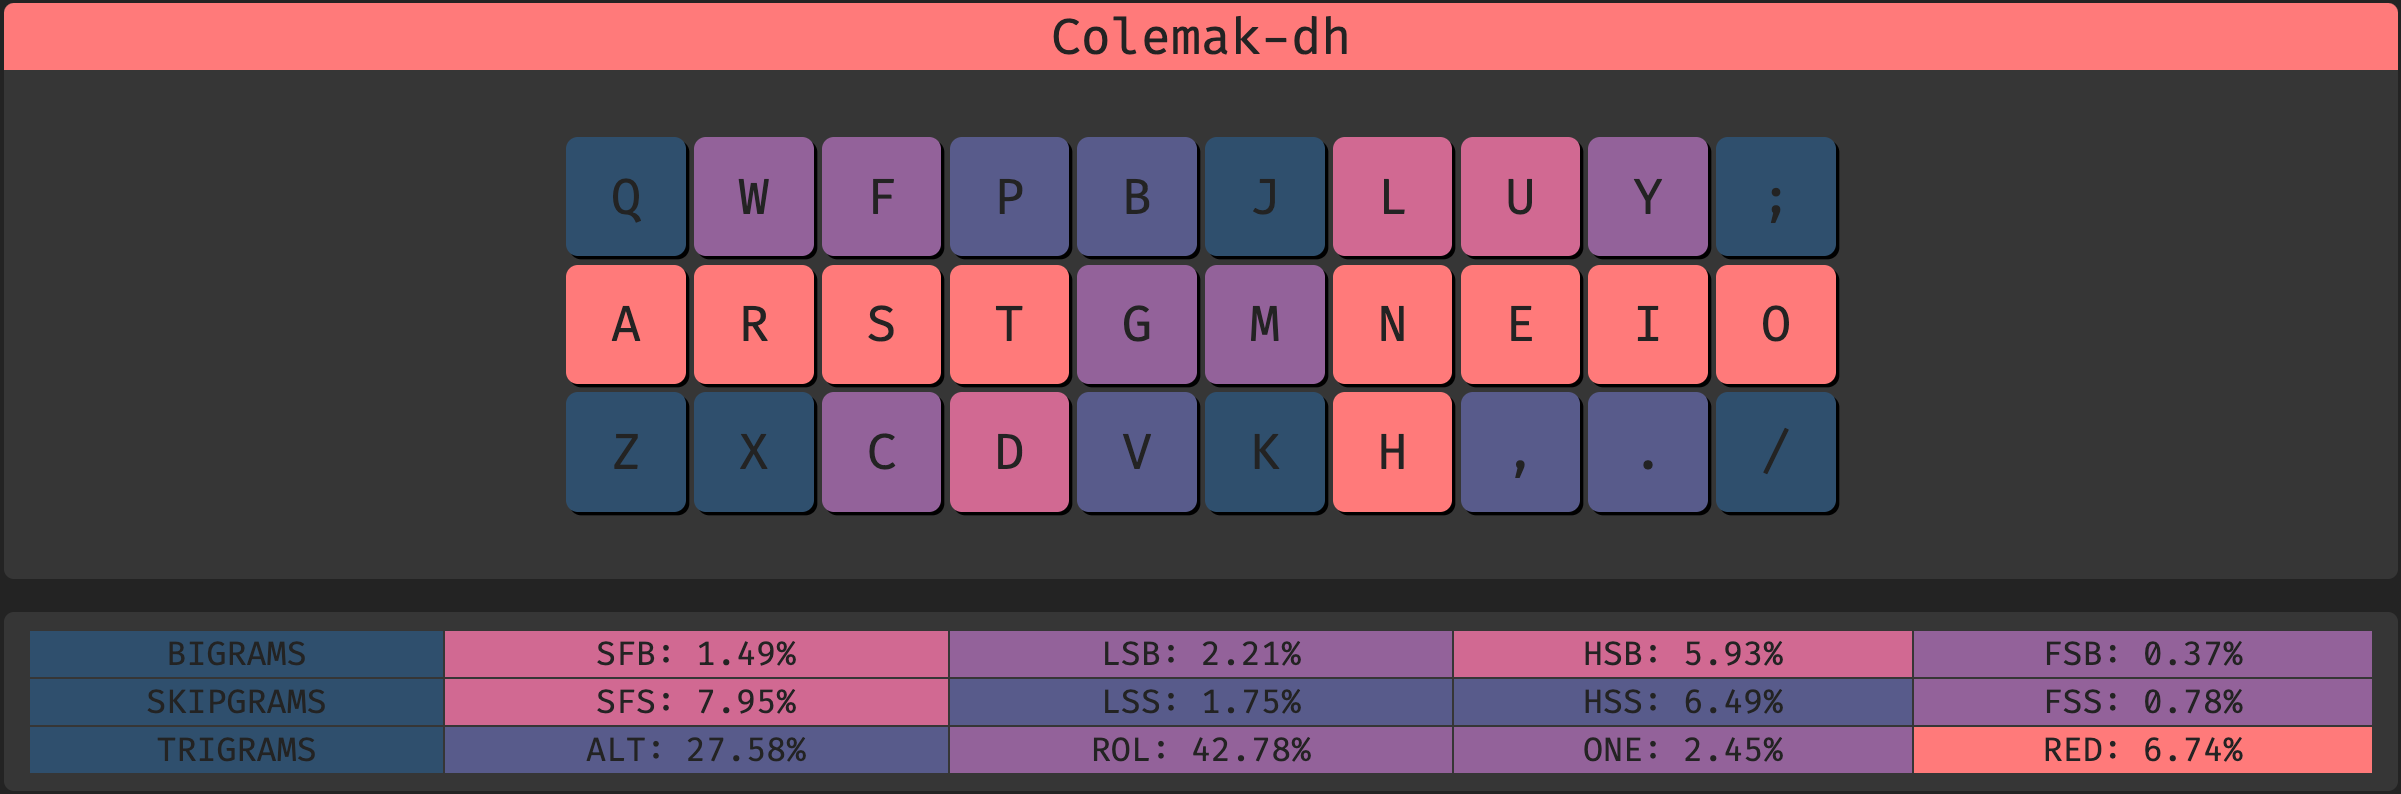 Colemak-dh
Q W F P B J L U Y ;
A R S T G M N E I O
Z X C D V K H , . /
BIGRAMS SFB: 1.49% LSB: 2.21% HSB: 5.93% FSB: 0.37%
SKIPGRAMS SFS: 7.95% LSS: 1.75% HSS: 6.49% FSS: 0.78%
TRIGRAMS ALT: 27.58% ROL: 42.78% ONE: 2.45% RED: 6.74%